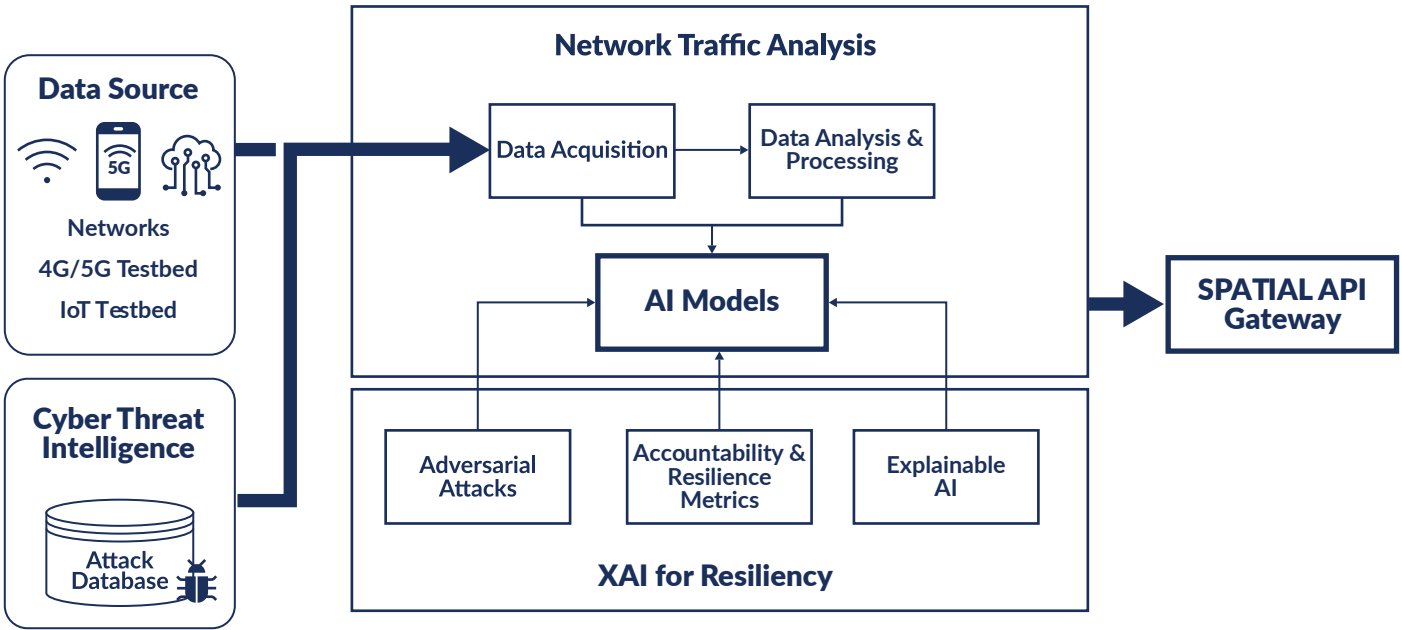 Data Source
5G
Networks
4G/5G Testbed
IoT Testbed
Cyber Threat
Intelligence
Attack
Database
Network Traffic Analysis
Data Acquisition
Data Analysis &
Processing
AI Models
Adversarial
Attacks
Accountability &
Resilience
Metrics
Explainable
AI
XAI for Resiliency
SPATIAL API
Gateway